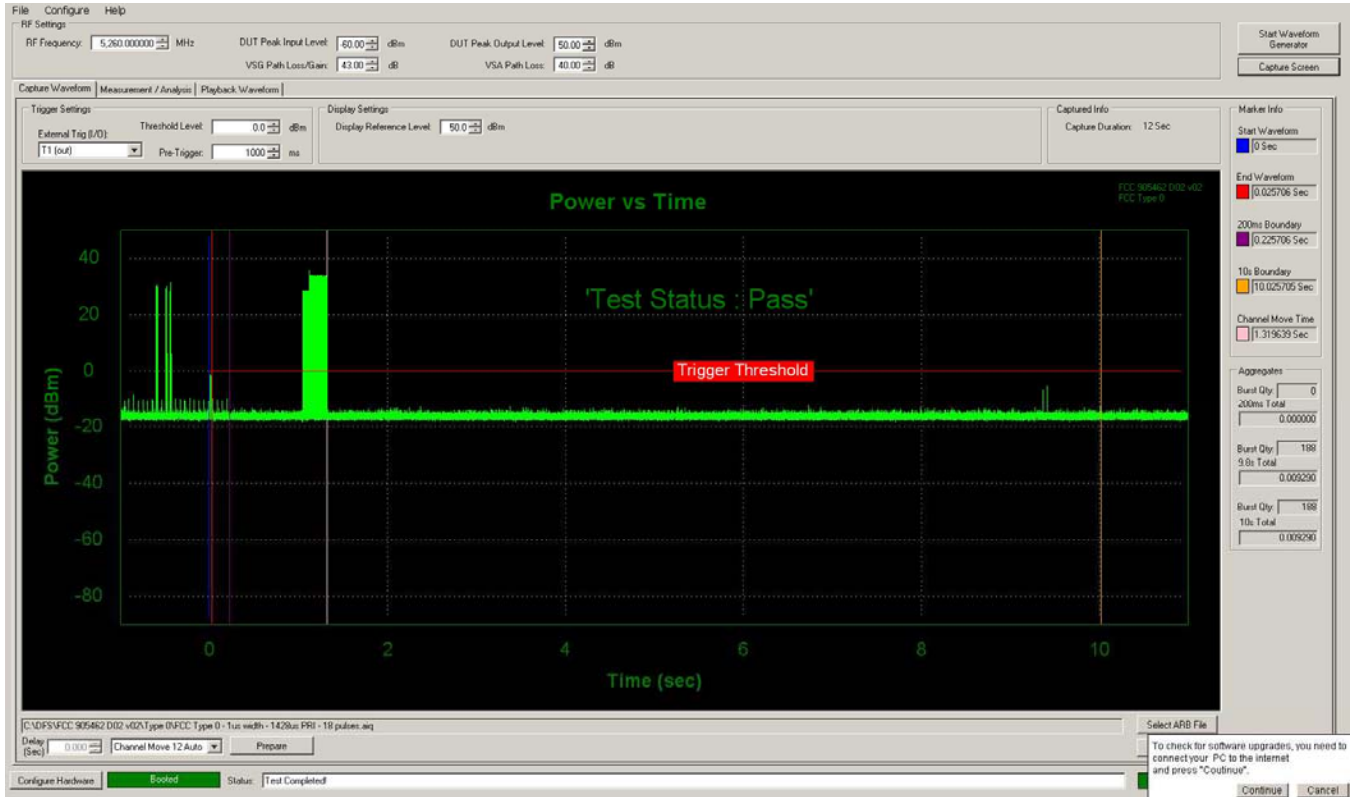 File Configure Help
RF Settings
RF Frequency: 5,260.000000 MHz DUT Peak Input Level: -60.00 dBm DUT Peak Output Level: 50.00 dBm
VSG Path Loss/Gain: 43.00 dB VSA Path Loss: 40.00 dB
Start Waveform Generator
Capture Screen
Capture Waveform Measurement / Analysis Playback Waveform
Trigger Settings
External Trig (I/O): Threshold Level: 0.0 dBm
T1 (out) Pre-Trigger: 1000 ms
Display Settings
Display Reference Level: 50.0 dBm
Captured Info
Capture Duration: 12 Sec
Marker Info
Start Waveform
0 Sec
End Waveform
0.025706 Sec
200ms Boundary
0.225706 Sec
10s Boundary
10.025705 Sec
Channel Move Time
1.319639 Sec
Aggregates
Burst Qty: 0
200ms Total
0.000000
Burst Qty: 188
9.8s Total
0.009290
Burst Qty: 188
10s Total
0.009290
Power vs Time
FCC 905462 D02 v02
FCC Type 0
'Test Status : Pass'
Trigger Threshold
Power (dBm)
40
20
0
-20
-40
-60
-80
0 2 4 6 8 10
Time (sec)
C:\DFS\FCC 905462 D02 v02\Type 0\FCC Type 0 - 1us width - 1428us PRI - 18 pulses.aiq
Select ARB File
Delay (Sec) 0.000 Channel Move 12 Auto Prepare
Configure Hardware Booted Status: Test Completed!
To check for software upgrades, you need to
connect your PC to the internet
and press "Coutinue".
Continue Cancel